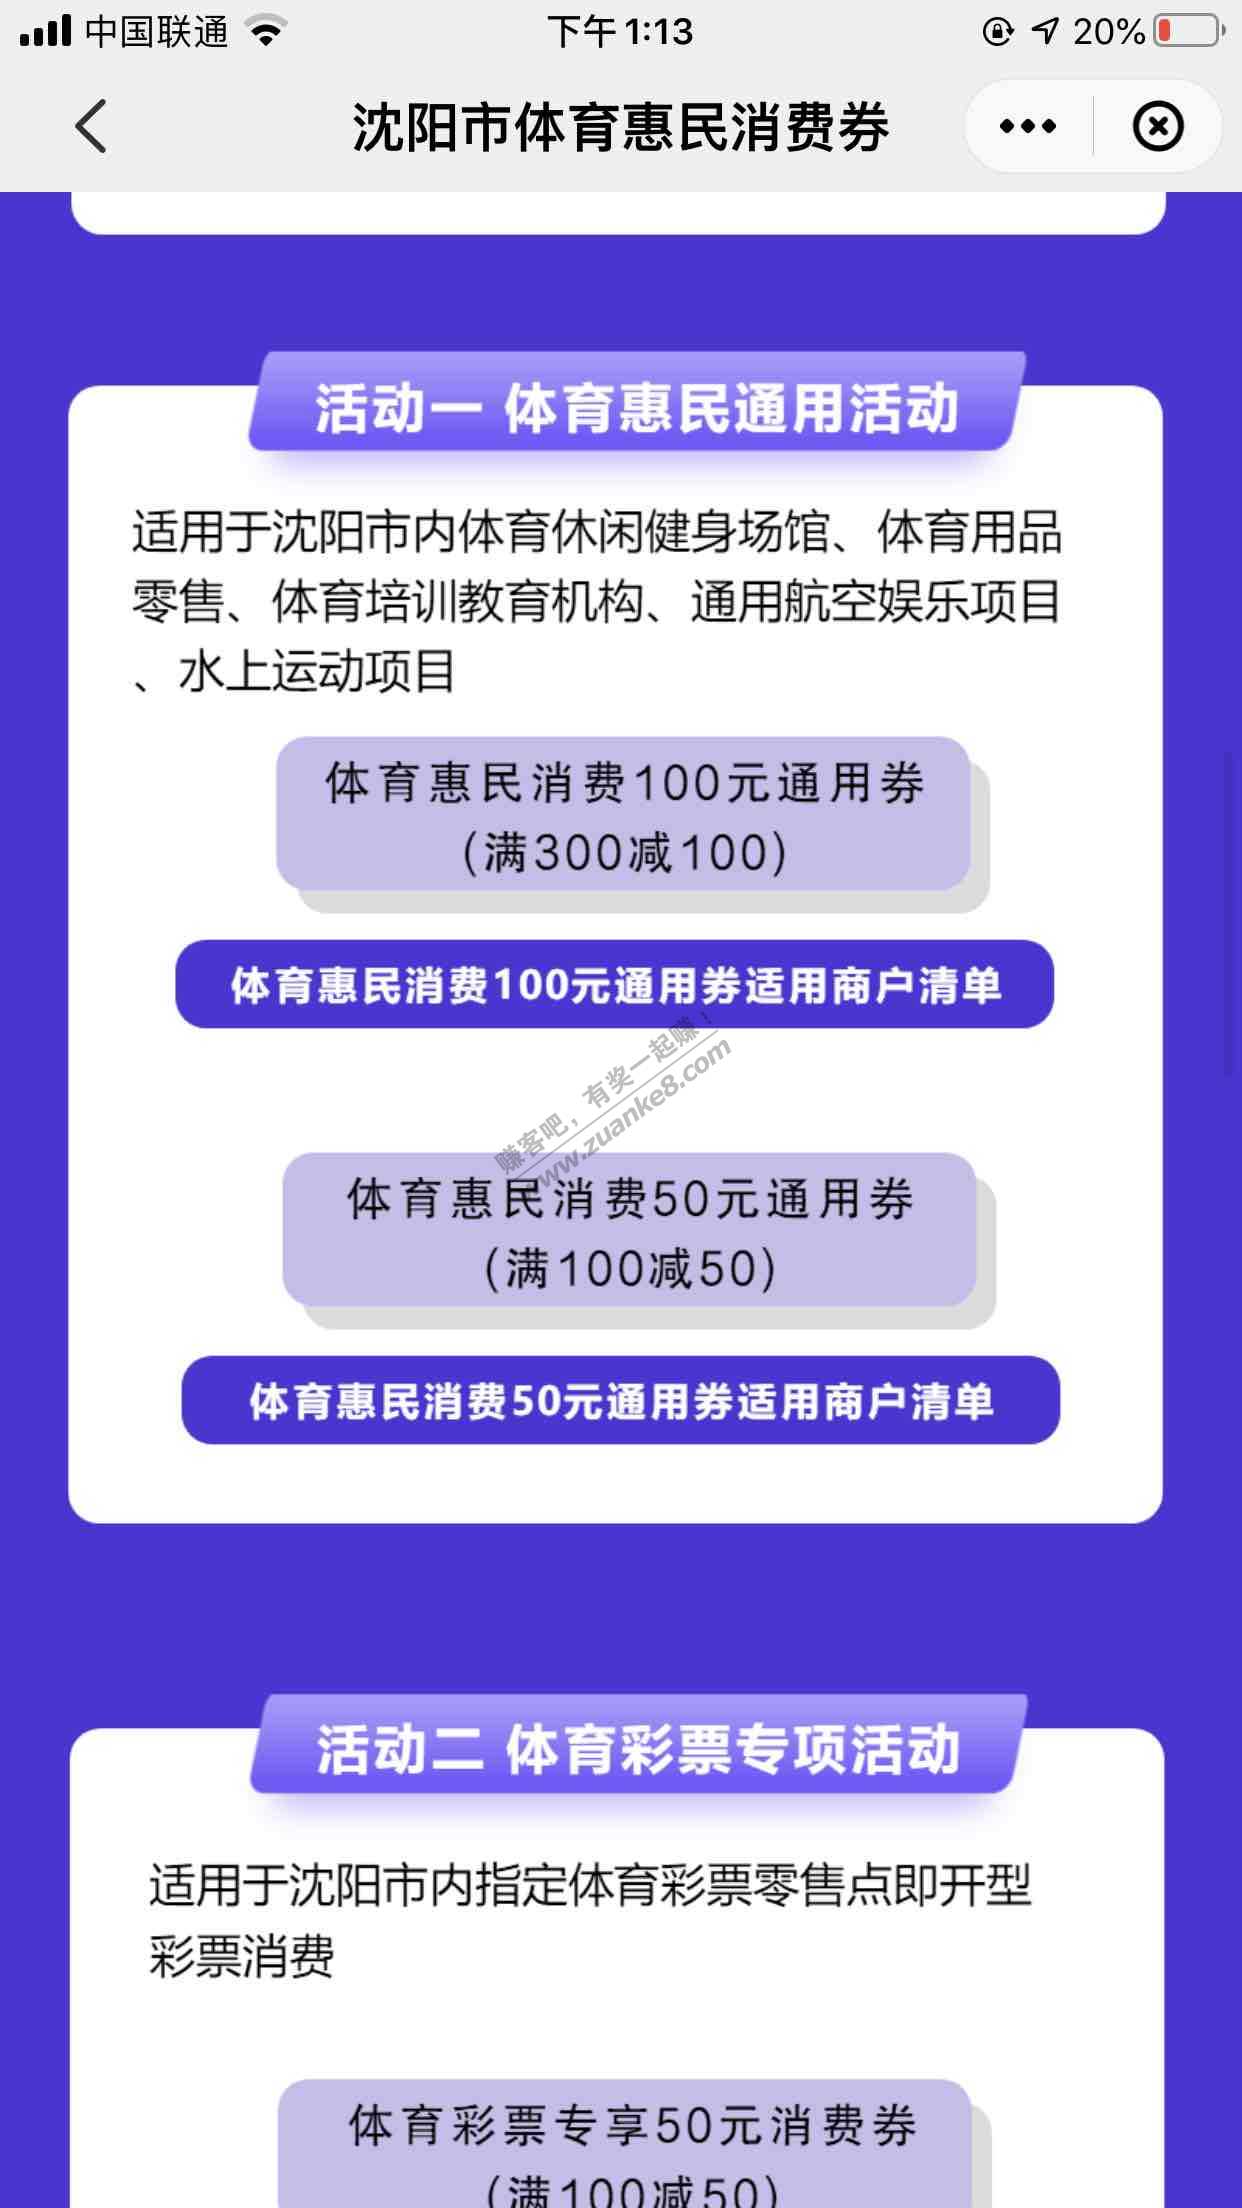 中国联通
下午1:13
20%
沈阳市体育惠民消费券
活动一 体育惠民通用活动
适用于沈阳市内体育休闲健身场馆、体育用品
零售、体育培训教育机构、通用航空娱乐项目
、水上运动项目
体育惠民消费100元通用券
(满300减100)
体育惠民消费100元通用券适用商户清单
赚客吧，有奖一起赚！
www.zuanke8.com
体育惠民消费50元通用券
(满100减50)
体育惠民消费50元通用券适用商户清单
活动二 体育彩票专项活动
适用于沈阳市内指定体育彩票零售点即开型
彩票消费
体育彩票专享50元消费券
(满100减50)